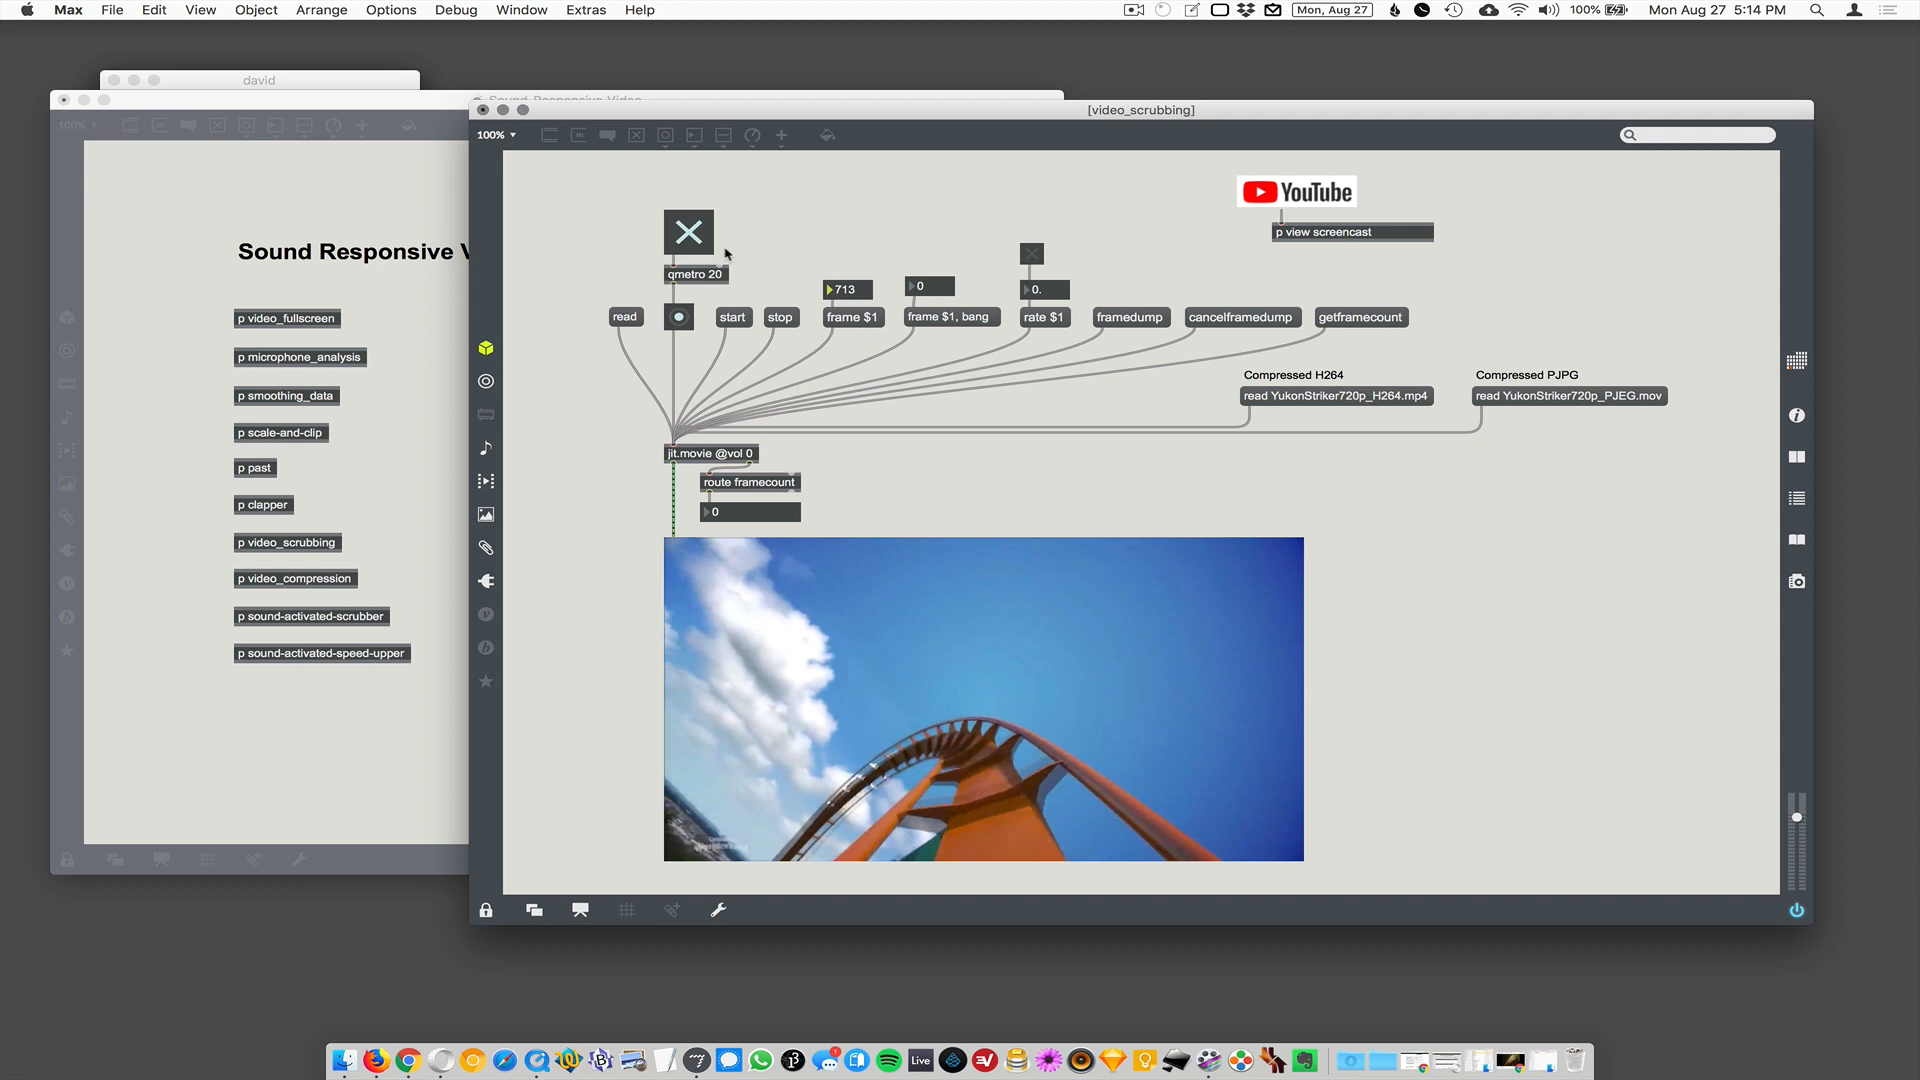 Max File Edit View Object Arrange Options Debug Window Extras Help
Mon, Aug 27
100%
Mon Aug 27 5:14 PM
david
Sound Responsive Video
100%
[video_scrubbing]
100%
YouTube
p view screencast
Sound Responsive V
qmetro 20
713
0
0.
read
start
stop
frame $1
frame $1, bang
rate $1
framedump
cancelframedump
getframecount
p video_fullscreen
p microphone_analysis
p smoothing_data
p scale-and-clip
p past
p clapper
p video_scrubbing
p video_compression
p sound-activated-scrubber
p sound-activated-speed-upper
Compressed H264
read YukonStriker720p_H264.mp4
Compressed PJPG
read YukonStriker720p_PJEG.mov
jit.movie @vol 0
route framecount
0
Live